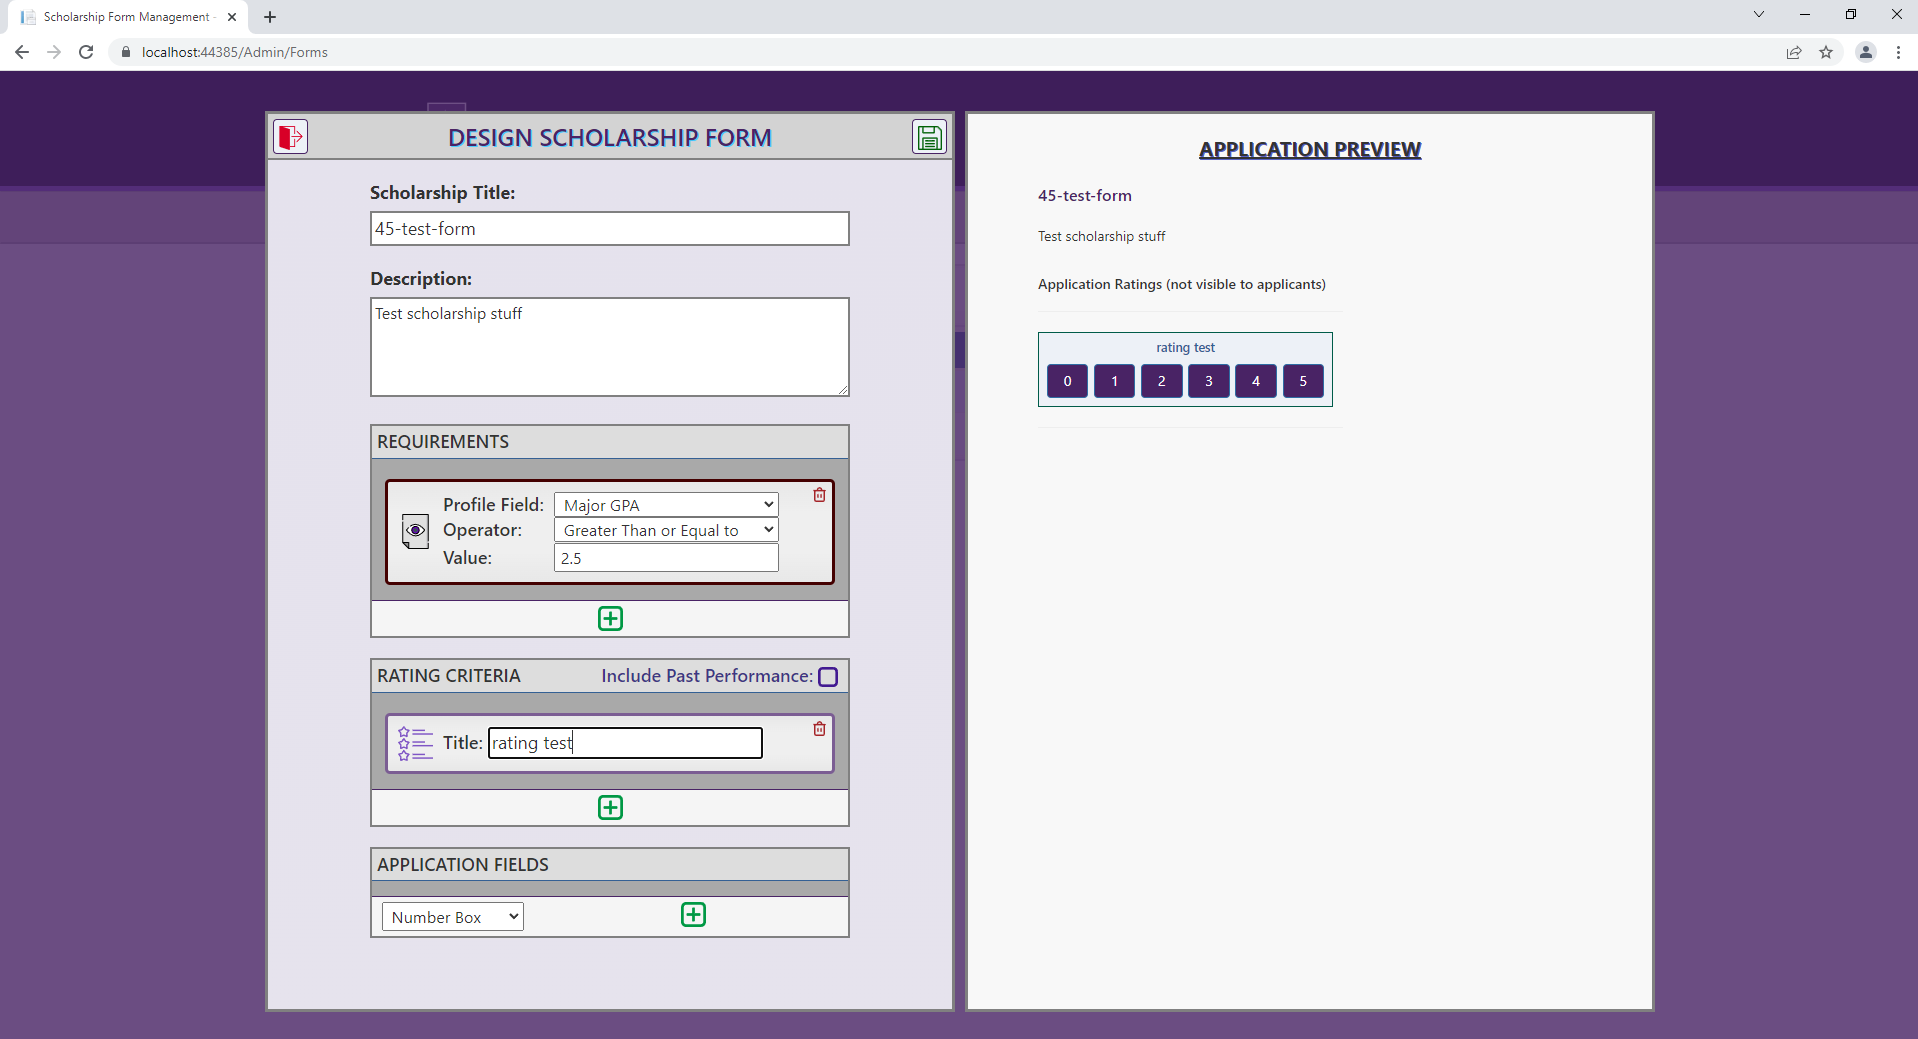 Scholarship Form Management -
localhost:44385/Admin/Forms
DESIGN SCHOLARSHIP FORM
Scholarship Title:
45-test-form
Description:
Test scholarship stuff
REQUIREMENTS
Profile Field: Major GPA
Operator: Greater Than or Equal to
Value: 2.5
RATING CRITERIA Include Past Performance:
Title: rating test
APPLICATION FIELDS
Number Box
APPLICATION PREVIEW
45-test-form
Test scholarship stuff
Application Ratings (not visible to applicants)
rating test
0 1 2 3 4 5